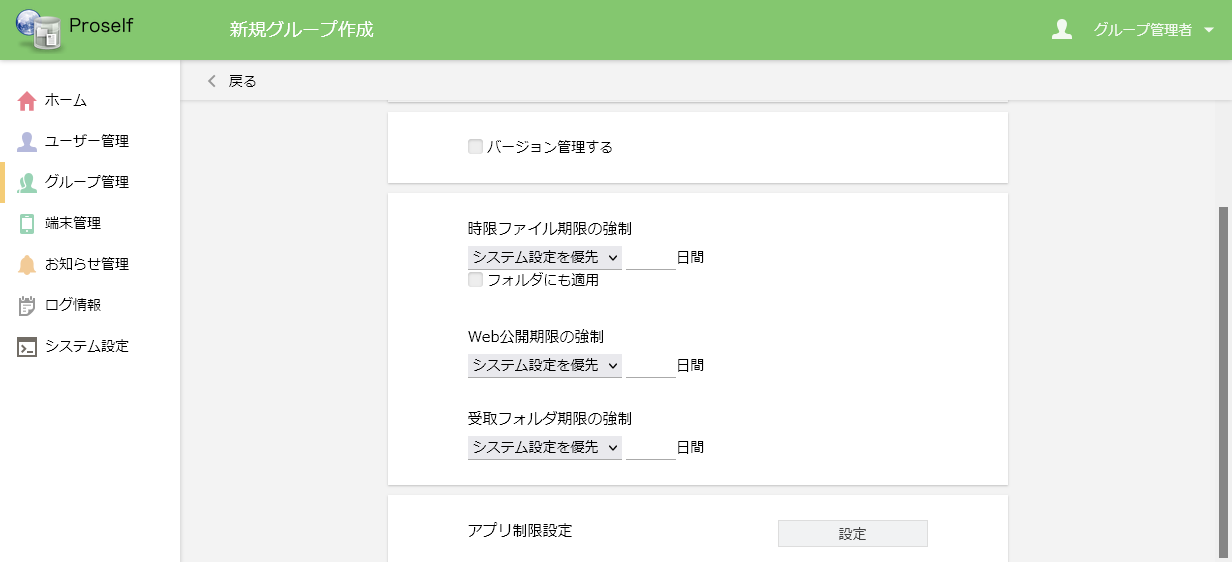 Proself
新規グループ作成
グループ管理者
戻る
ホーム
ユーザー管理
グループ管理
端末管理
お知らせ管理
ログ情報
システム設定
バージョン管理する
時限ファイル期限の強制
システム設定を優先 日間
フォルダにも適用
Web公開期限の強制
システム設定を優先 日間
受取フォルダ期限の強制
システム設定を優先 日間
アプリ制限設定 設定